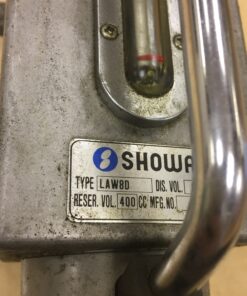 SHOWA
TYPE LAW8D DIS. VOL.
RESER. VOL. 400 CC MFG. NO.